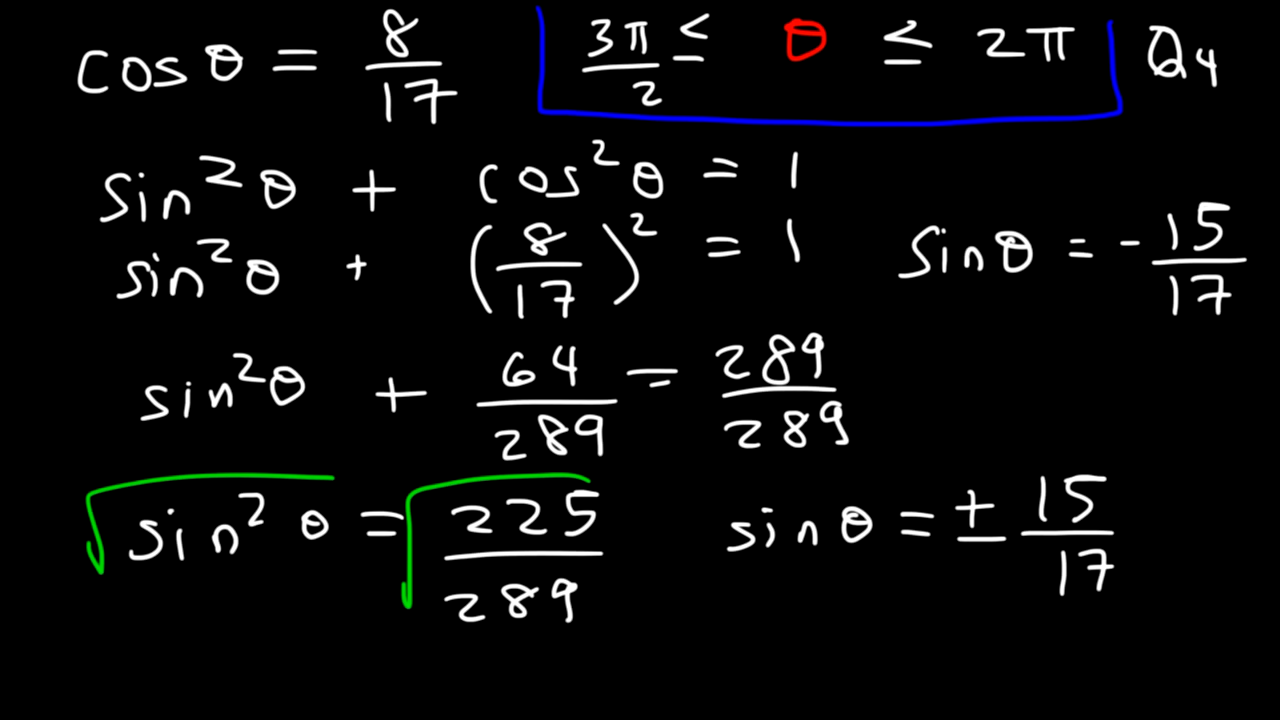 cos θ = 8/17   3π/2 ≤ θ ≤ 2π   Q4
sin²θ + cos²θ = 1
sin²θ + (8/17)² = 1   sin θ = -15/17
sin²θ + 64/289 = 289/289
√sin²θ = √225/289   sin θ = ± 15/17